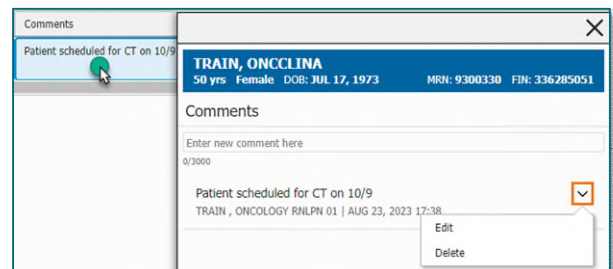 Comments
Patient scheduled for CT on 10/9
TRAIN, ONCCLINA
50 yrs Female DOB: JUL 17, 1973 MRN: 9300330 FIN: 336285051
Comments
Enter new comment here
0/3000
Patient scheduled for CT on 10/9
TRAIN , ONCOLOGY RNLPN 01 | AUG 23, 2023 17:38
Edit
Delete